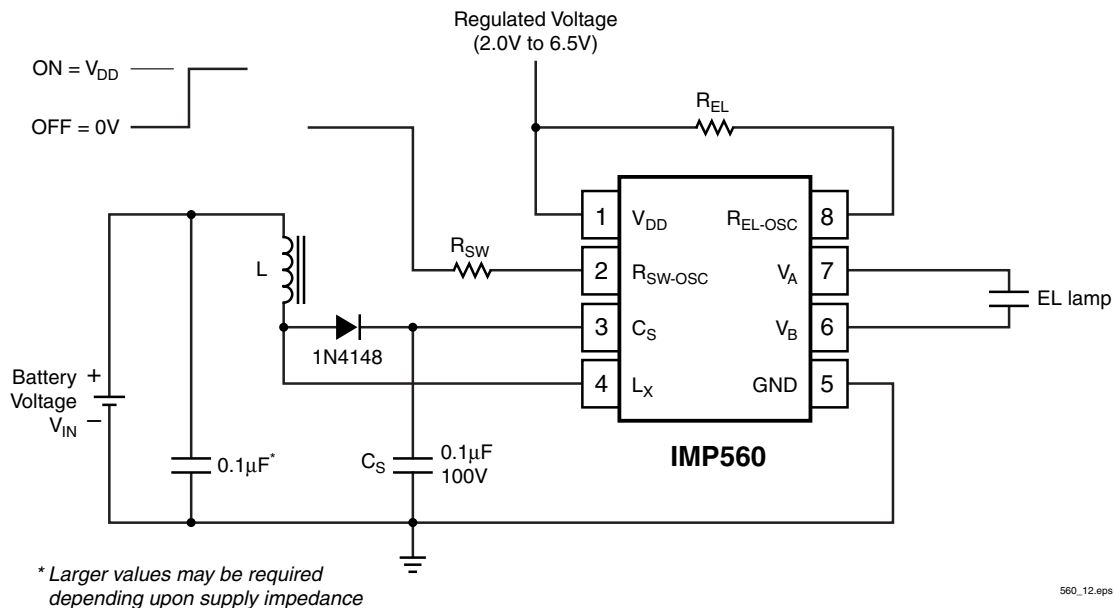 Regulated Voltage
(2.0V to 6.5V)
ON = VDD
OFF = 0V
REL
RSW
L
1N4148
1 VDD
2 RSW-OSC
3 CS
4 LX
REL-OSC 8
VA 7
VB 6
GND 5
EL lamp
IMP560
Battery +
Voltage
VIN −
0.1µF*
CS
0.1µF
100V
* Larger values may be required
depending upon supply impedance
560_12.eps